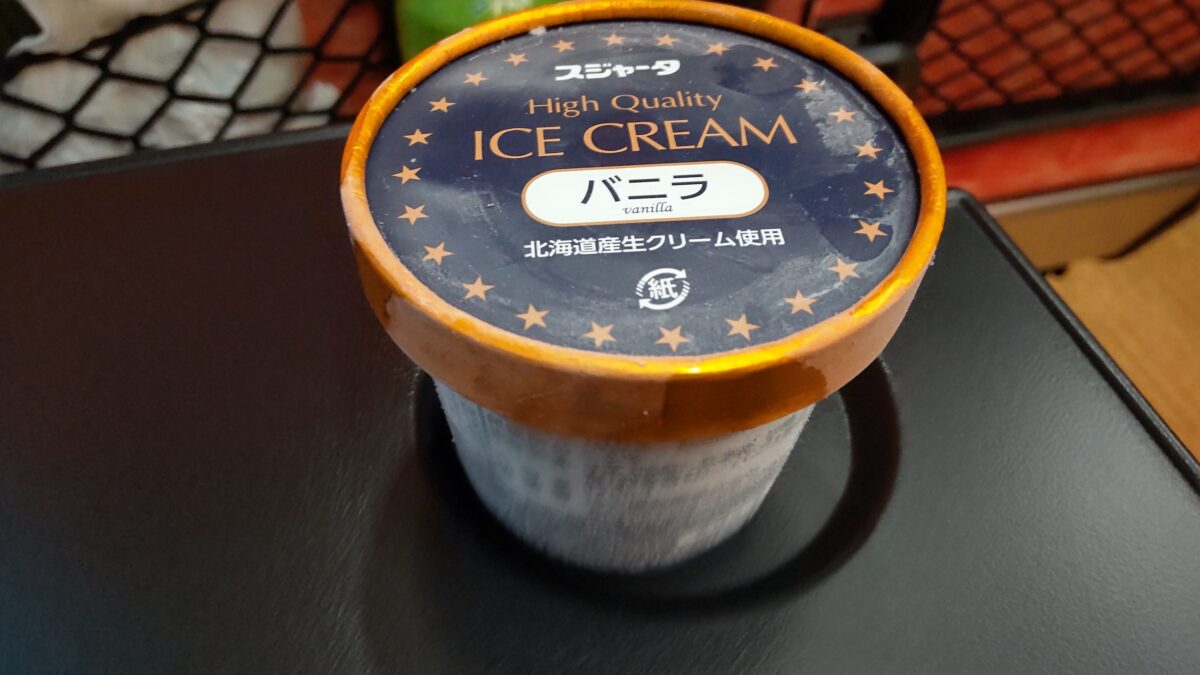 スジャータ
High Quality
ICE CREAM
バニラ
vanilla
北海道産生クリーム使用
紙